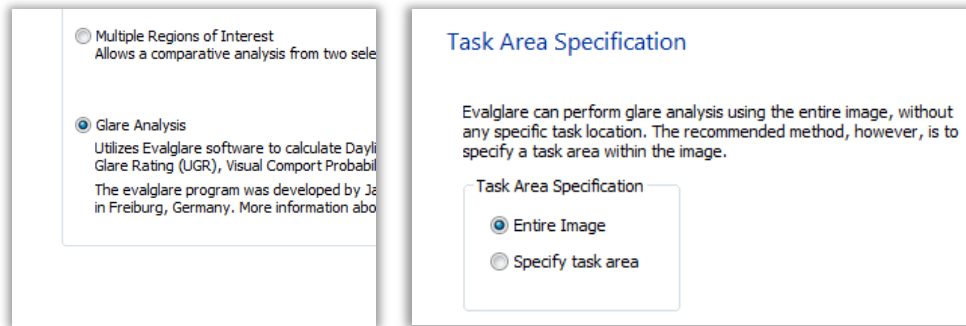 Multiple Regions of Interest
Allows a comparative analysis from two sele
Glare Analysis
Utilizes Evalglare software to calculate Dayli
Glare Rating (UGR), Visual Comport Probabil
The evalglare program was developed by Ja
in Freiburg, Germany. More information abo
Task Area Specification
Evalglare can perform glare analysis using the entire image, without
any specific task location. The recommended method, however, is to
specify a task area within the image.
Task Area Specification
Entire Image
Specify task area